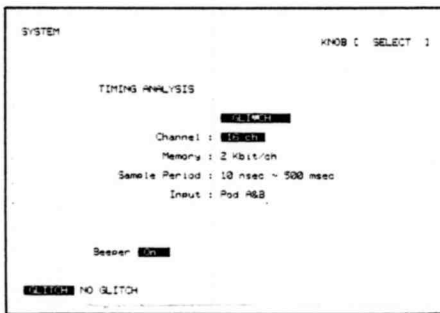 SYSTEM
KNOB [ SELECT ]
TIMING ANALYSIS
GLITCH
Channel : 16 ch
Memory : 2 Kbit/ch
Sample Period : 10 nsec ~ 500 msec
Input : Pod A&B
Beeper On
GLITCH NO GLITCH